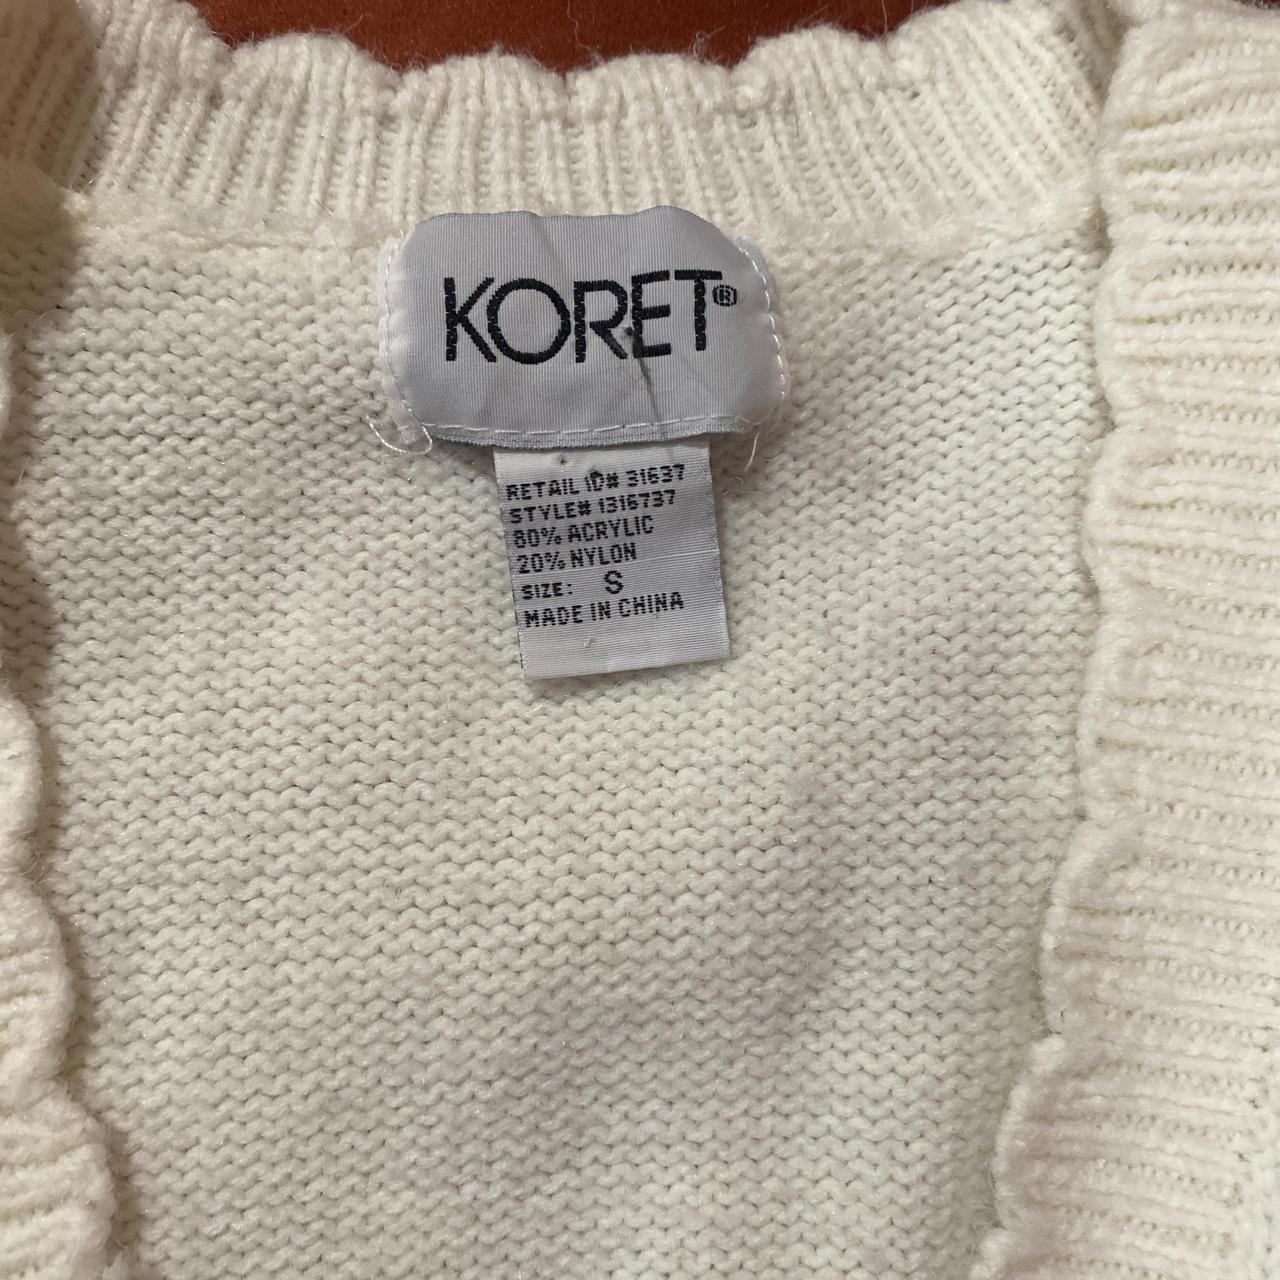 KORET®
RETAIL ID# 31637
STYLE# 1316737
80% ACRYLIC
20% NYLON
SIZE: S
MADE IN CHINA